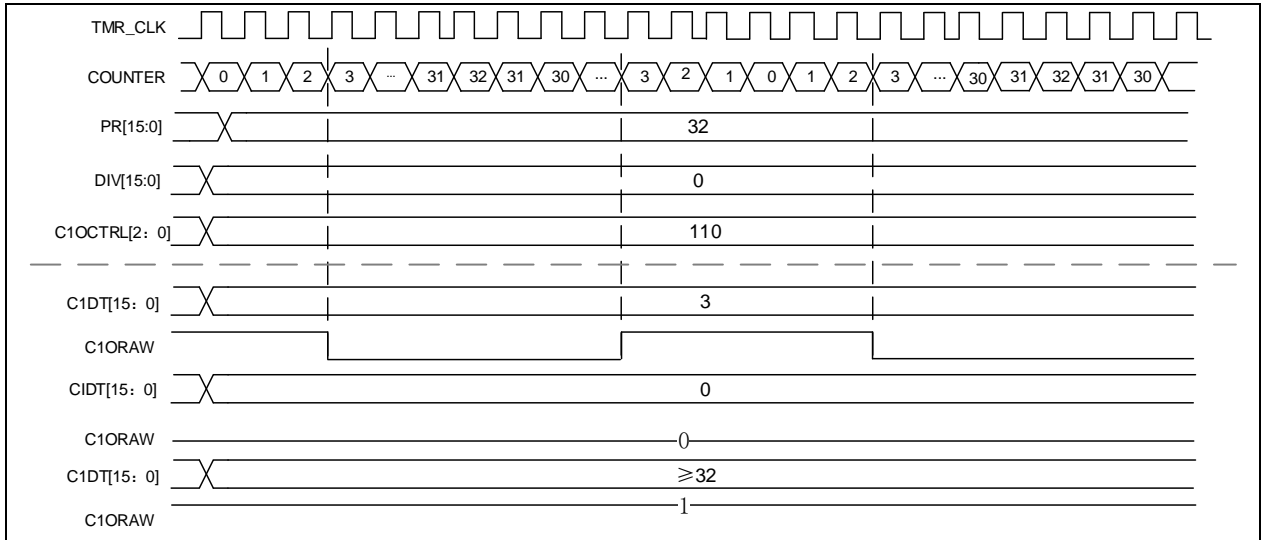 TMR_CLK
COUNTER 0 1 2 3 ... 31 32 31 30 ... 3 2 1 0 1 2 3 ... 30 31 32 31 30
PR[15:0] 32
DIV[15:0] 0
C1OCTRL[2：0] 110
C1DT[15：0] 3
C1ORAW
CIDT[15：0] 0
C1ORAW 0
C1DT[15：0] ≥32
C1ORAW 1